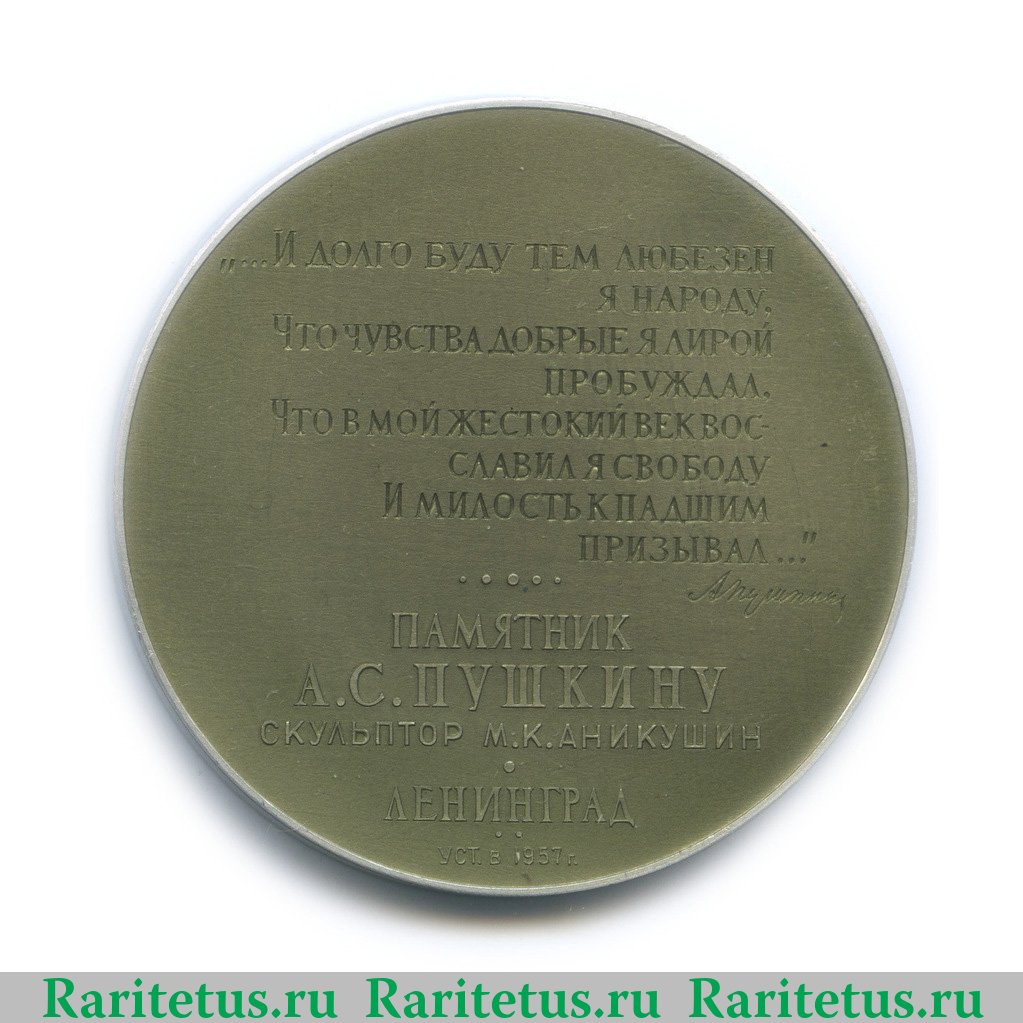 „...И ДОЛГО БУДУ ТЕМ ЛЮБЕЗЕН
Я НАРОДУ,
ЧТО ЧУВСТВА ДОБРЫЕ Я ЛИРОЙ
ПРОБУЖДАЛ,
ЧТО В МОЙ ЖЕСТОКИЙ ВЕК ВОС-
СЛАВИЛ Я СВОБОДУ
И МИЛОСТЬ К ПАДШИМ
ПРИЗЫВАЛ..."
А Пушкин
ПАМЯТНИК
А.С.ПУШКИНУ
СКУЛЬПТОР М.К.АНИКУШИН
ЛЕНИНГРАД
УСТ. В 1957 г.
Raritetus.ru Raritetus.ru Raritetus.ru